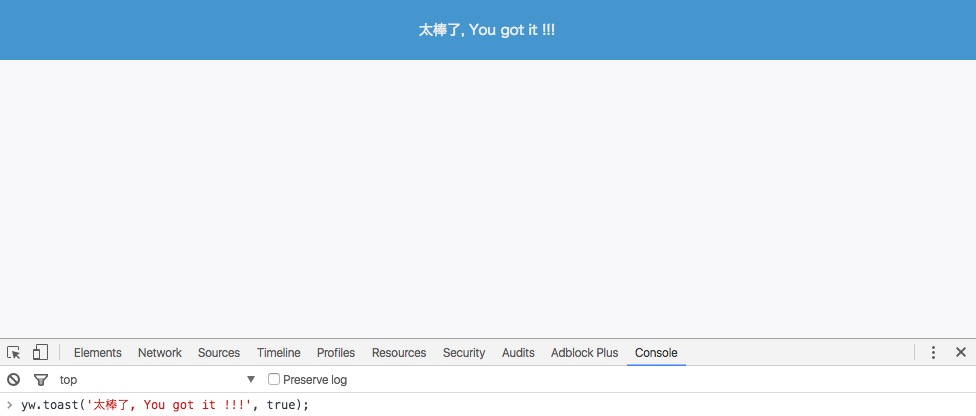 太棒了, You got it !!!
Elements Network Sources Timeline Profiles Resources Security Audits Adblock Plus Console
top Preserve log
yw.toast('太棒了, You got it !!!', true);